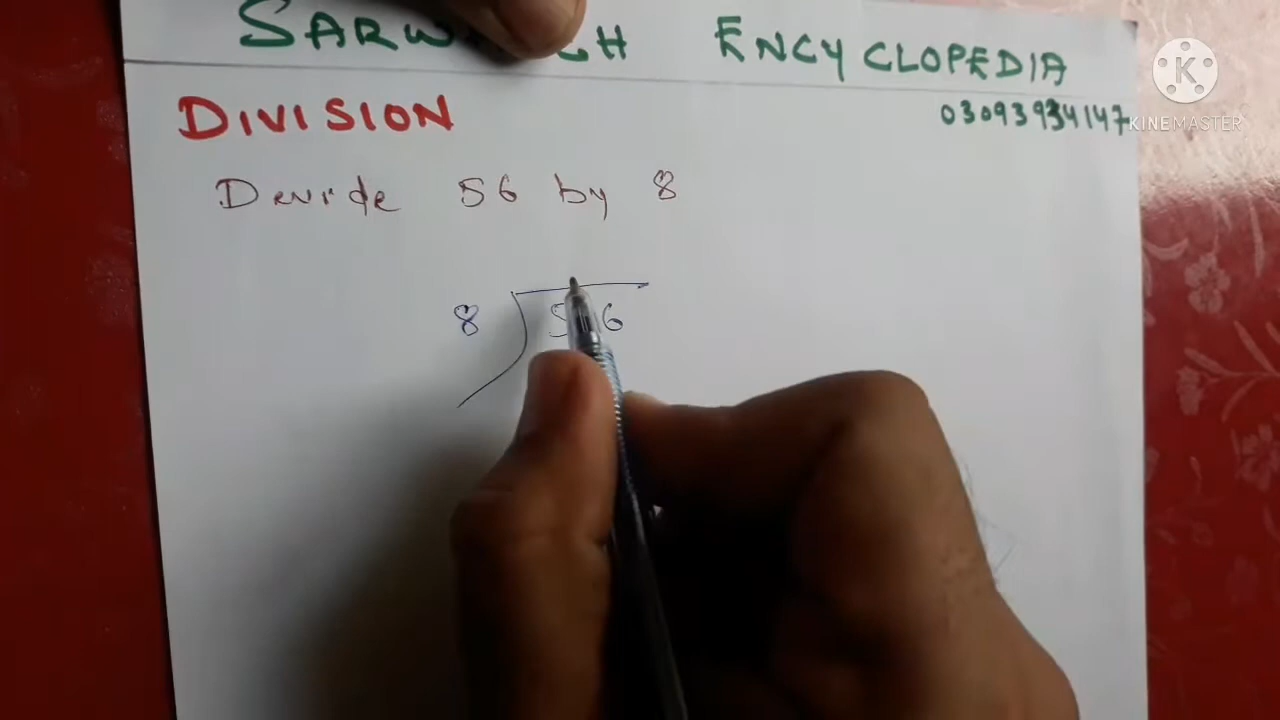 ENCYCLOPEDIA
DIVISION
03093934147
KINEMASTER
Devide 56 by 8
8 56